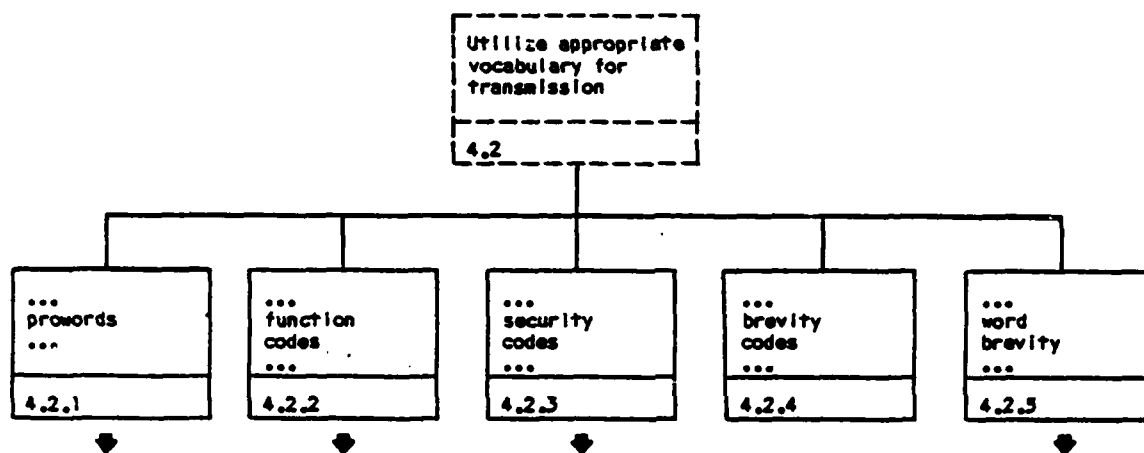 Utilize appropriate
vocabulary for
transmission
4.2
...
prowords
...
4.2.1
...
function
codes
...
4.2.2
...
security
codes
...
4.2.3
...
brevity
codes
...
4.2.4
...
word
brevity
...
4.2.5